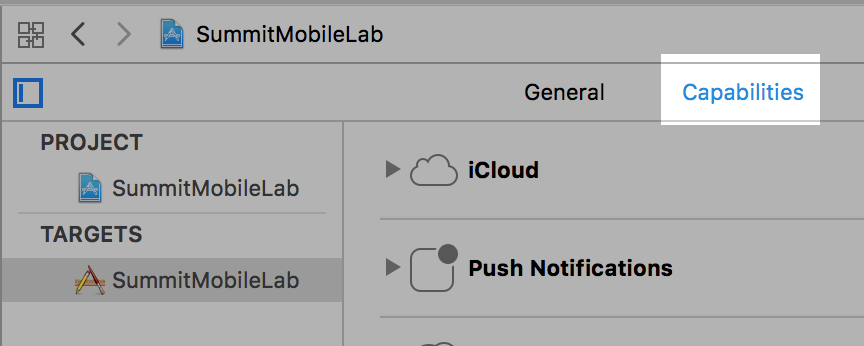 SummitMobileLab
General Capabilities
PROJECT
SummitMobileLab
TARGETS
SummitMobileLab
iCloud
Push Notifications